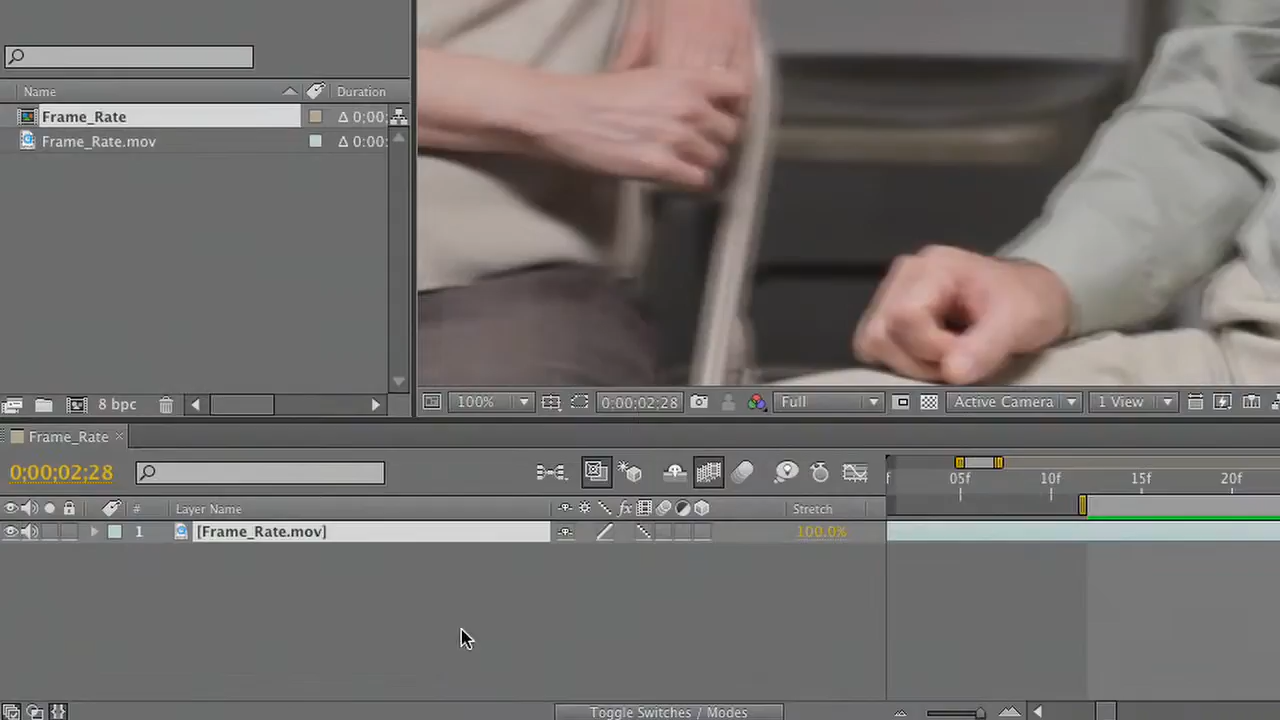 Name Duration
Frame_Rate Δ 0:00:
Frame_Rate.mov Δ 0:00:
8 bpc
100% 0;00;02;28 Full Active Camera 1 View
Frame_Rate ×
0;00;02;28
f 05f 10f 15f 20f
# Layer Name fx Stretch
1 [Frame_Rate.mov] 100.0%
Toggle Switches / Modes